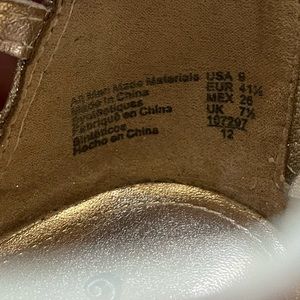 All Man Made Materials
Made in China
Synthétiques
Fabriqué en China
Sintéticos
Hecho en China
USA 9
EUR 41½
MEX 26
UK 7½
197297
12